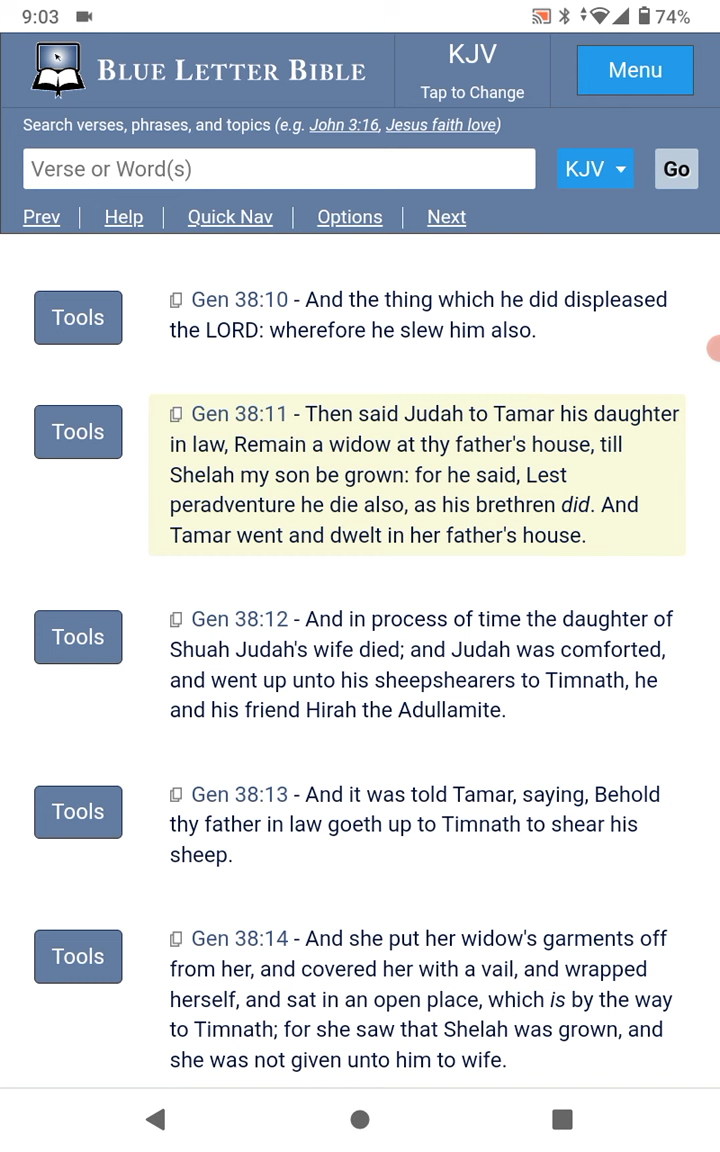 9:03
74%
BLUE LETTER BIBLE
KJV
Tap to Change
Menu
Search verses, phrases, and topics (e.g. John 3:16, Jesus faith love)
Verse or Word(s)
KJV
Go
Prev | Help | Quick Nav | Options | Next
Tools
Gen 38:10 - And the thing which he did displeased
the LORD: wherefore he slew him also.
Tools
Gen 38:11 - Then said Judah to Tamar his daughter
in law, Remain a widow at thy father's house, till
Shelah my son be grown: for he said, Lest
peradventure he die also, as his brethren did. And
Tamar went and dwelt in her father's house.
Tools
Gen 38:12 - And in process of time the daughter of
Shuah Judah's wife died; and Judah was comforted,
and went up unto his sheepshearers to Timnath, he
and his friend Hirah the Adullamite.
Tools
Gen 38:13 - And it was told Tamar, saying, Behold
thy father in law goeth up to Timnath to shear his
sheep.
Tools
Gen 38:14 - And she put her widow's garments off
from her, and covered her with a vail, and wrapped
herself, and sat in an open place, which is by the way
to Timnath; for she saw that Shelah was grown, and
she was not given unto him to wife.